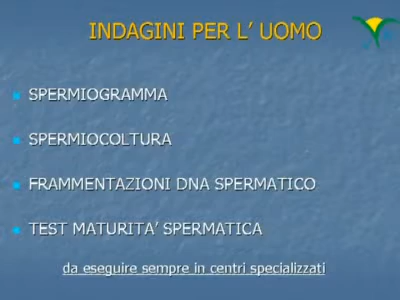 INDAGINI PER L' UOMO
SPERMIOGRAMMA
SPERMIOCOLTURA
FRAMMENTAZIONI DNA SPERMATICO
TEST MATURITA' SPERMATICA
da eseguire sempre in centri specializzati